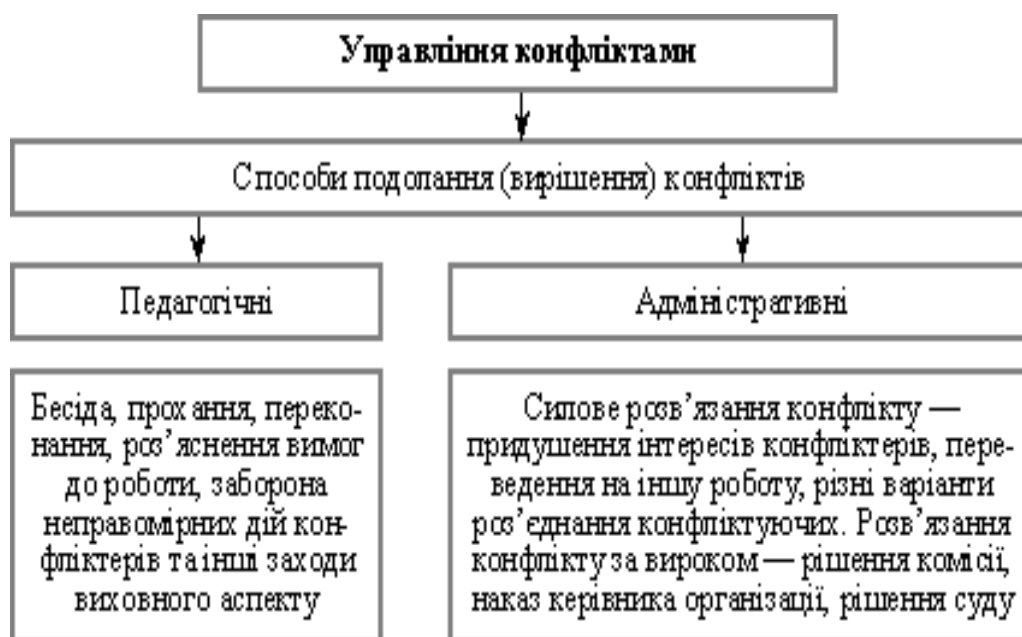 Управління конфліктами
Способи подолання (вирішення) конфліктів
Педагогічні
Адміністративні
Бесіда, прохання, переко-
нання, роз’яснення вимог
до роботи, заборона
неправомірних дій кон-
фліктерів та інші заходи
виховного аспекту
Силове розв’язання конфлікту —
придушення інтересів конфліктерів, пере-
ведення на іншу роботу, різні варіанти
роз’єднання конфліктуючих. Розв’язання
конфлікту за вироком — рішення комісії,
наказ керівника організації, рішення суду